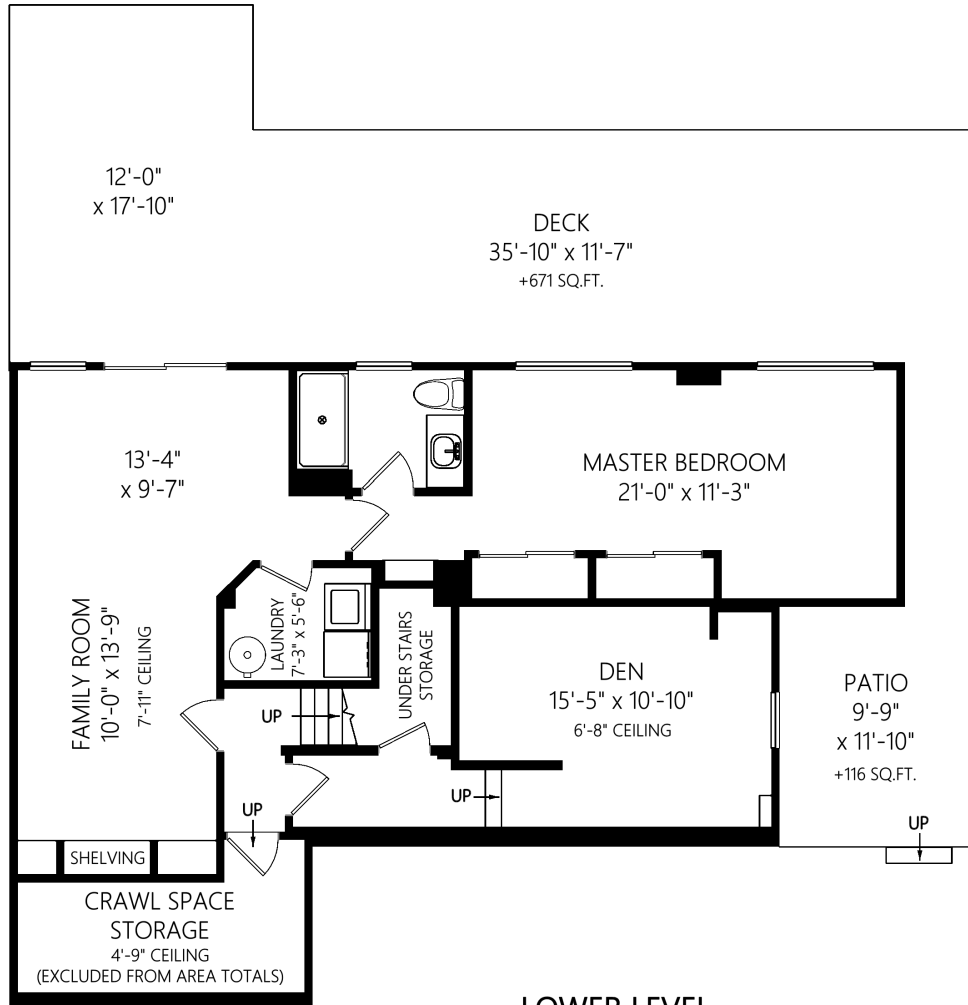 12'-0"
x 17'-10"
DECK
35'-10" x 11'-7"
+671 SQ.FT.
13'-4"
x 9'-7"
MASTER BEDROOM
21'-0" x 11'-3"
FAMILY ROOM
10'-0" x 13'-9"
7'-11" CEILING
LAUNDRY
7'-3" x 5'-6"
UNDER STAIRS
STORAGE
DEN
15'-5" x 10'-10"
6'-8" CEILING
PATIO
9'-9"
x 11'-10"
+116 SQ.FT.
UP
UP
UP
UP
SHELVING
CRAWL SPACE
STORAGE
4'-9" CEILING
(EXCLUDED FROM AREA TOTALS)
LOWER LEVEL